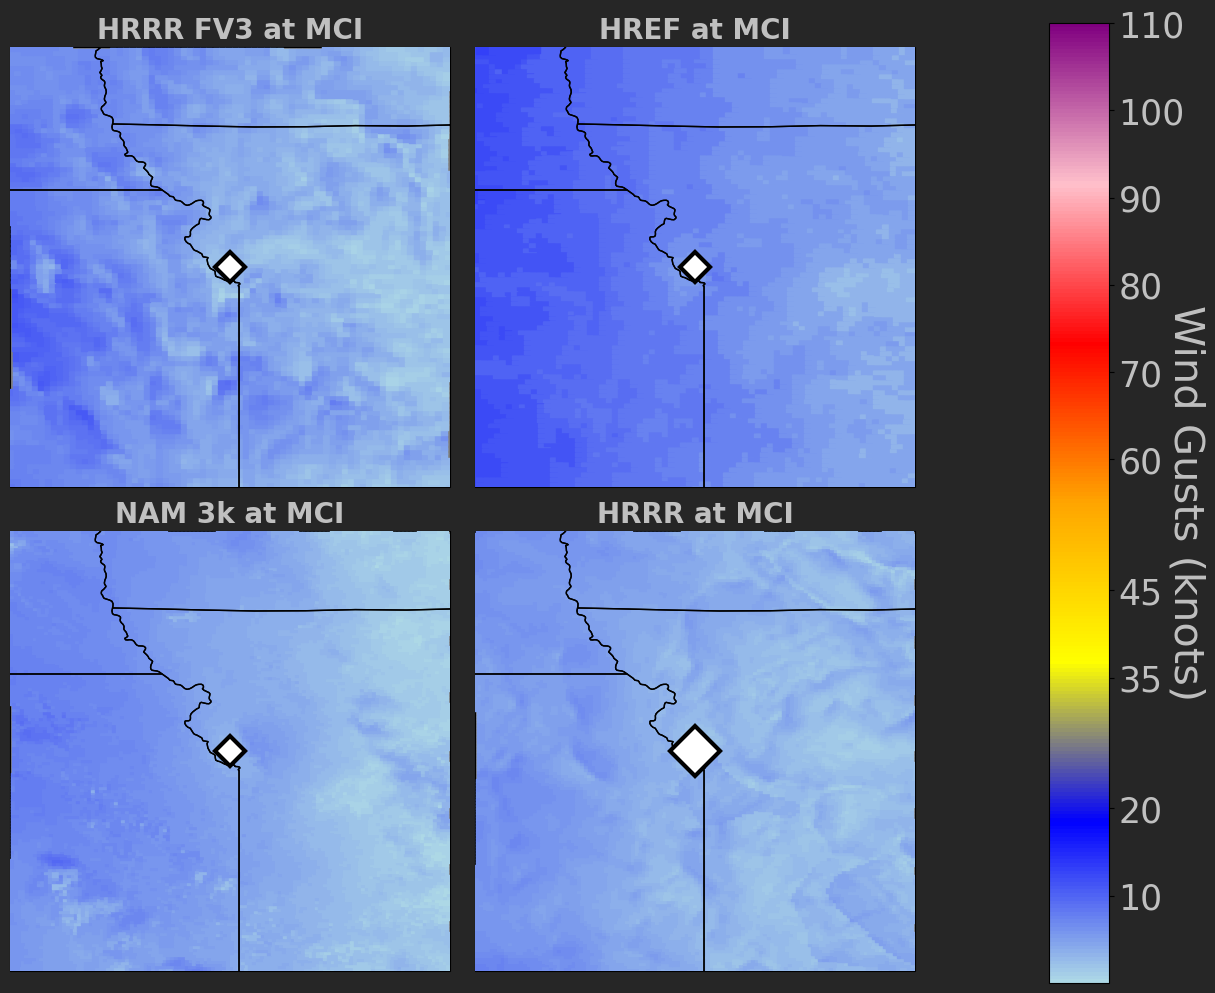 HRRR FV3 at MCI
HREF at MCI
NAM 3k at MCI
HRRR at MCI
110
100
90
80
70
60
45
35
20
10
Wind Gusts (knots)